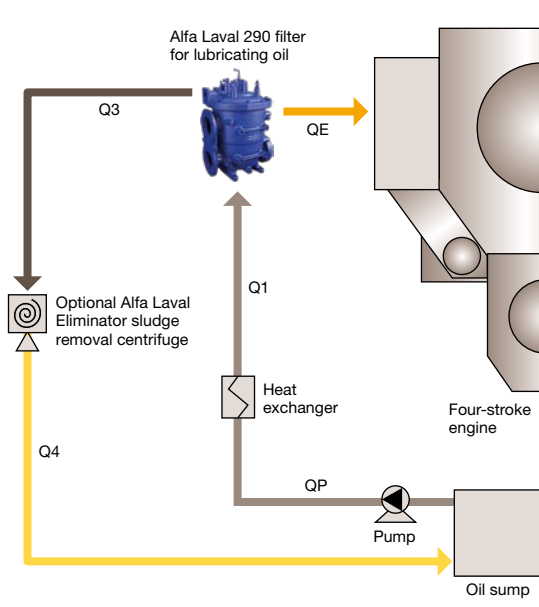 Alfa Laval 290 filter
for lubricating oil
Q3
QE
Q1
Optional Alfa Laval
Eliminator sludge
removal centrifuge
Heat
exchanger
Four-stroke
engine
Q4
QP
Pump
Oil sump